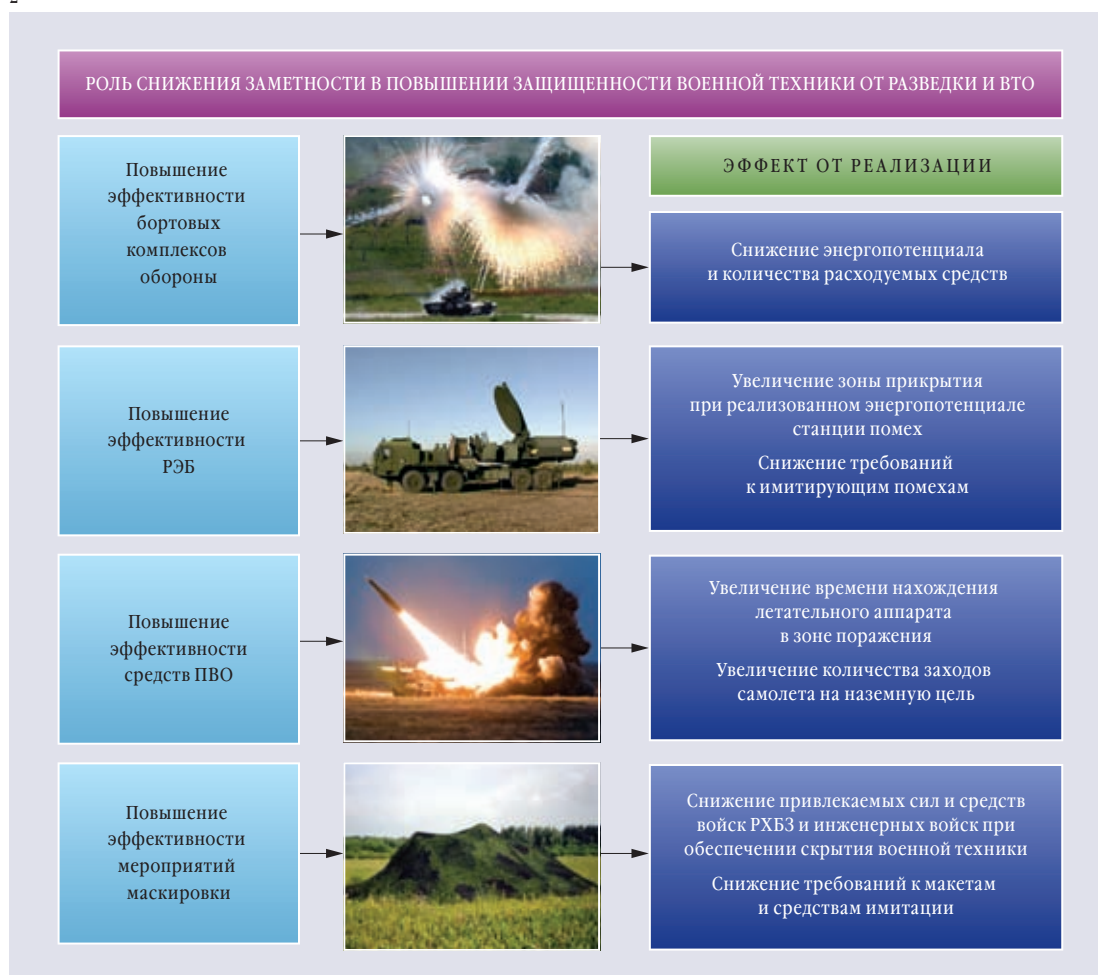 2
РОЛЬ СНИЖЕНИЯ ЗАМЕТНОСТИ В ПОВЫШЕНИИ ЗАЩИЩЕННОСТИ ВОЕННОЙ ТЕХНИКИ ОТ РАЗВЕДКИ И ВТО
Повышение
эффективности
бортовых
комплексов
обороны
ЭФФЕКТ ОТ РЕАЛИЗАЦИИ
Снижение энергопотенциала
и количества расходуемых средств
Повышение
эффективности
РЭБ
Увеличение зоны прикрытия
при реализованном энергопотенциале
станции помех
Снижение требований
к имитирующим помехам
Повышение
эффективности
средств ПВО
Увеличение времени нахождения
летательного аппарата
в зоне поражения
Увеличение количества заходов
самолета на наземную цель
Повышение
эффективности
мероприятий
маскировки
Снижение привлекаемых сил и средств
войск РХБЗ и инженерных войск при
обеспечении скрытия военной техники
Снижение требований к макетам
и средствам имитации